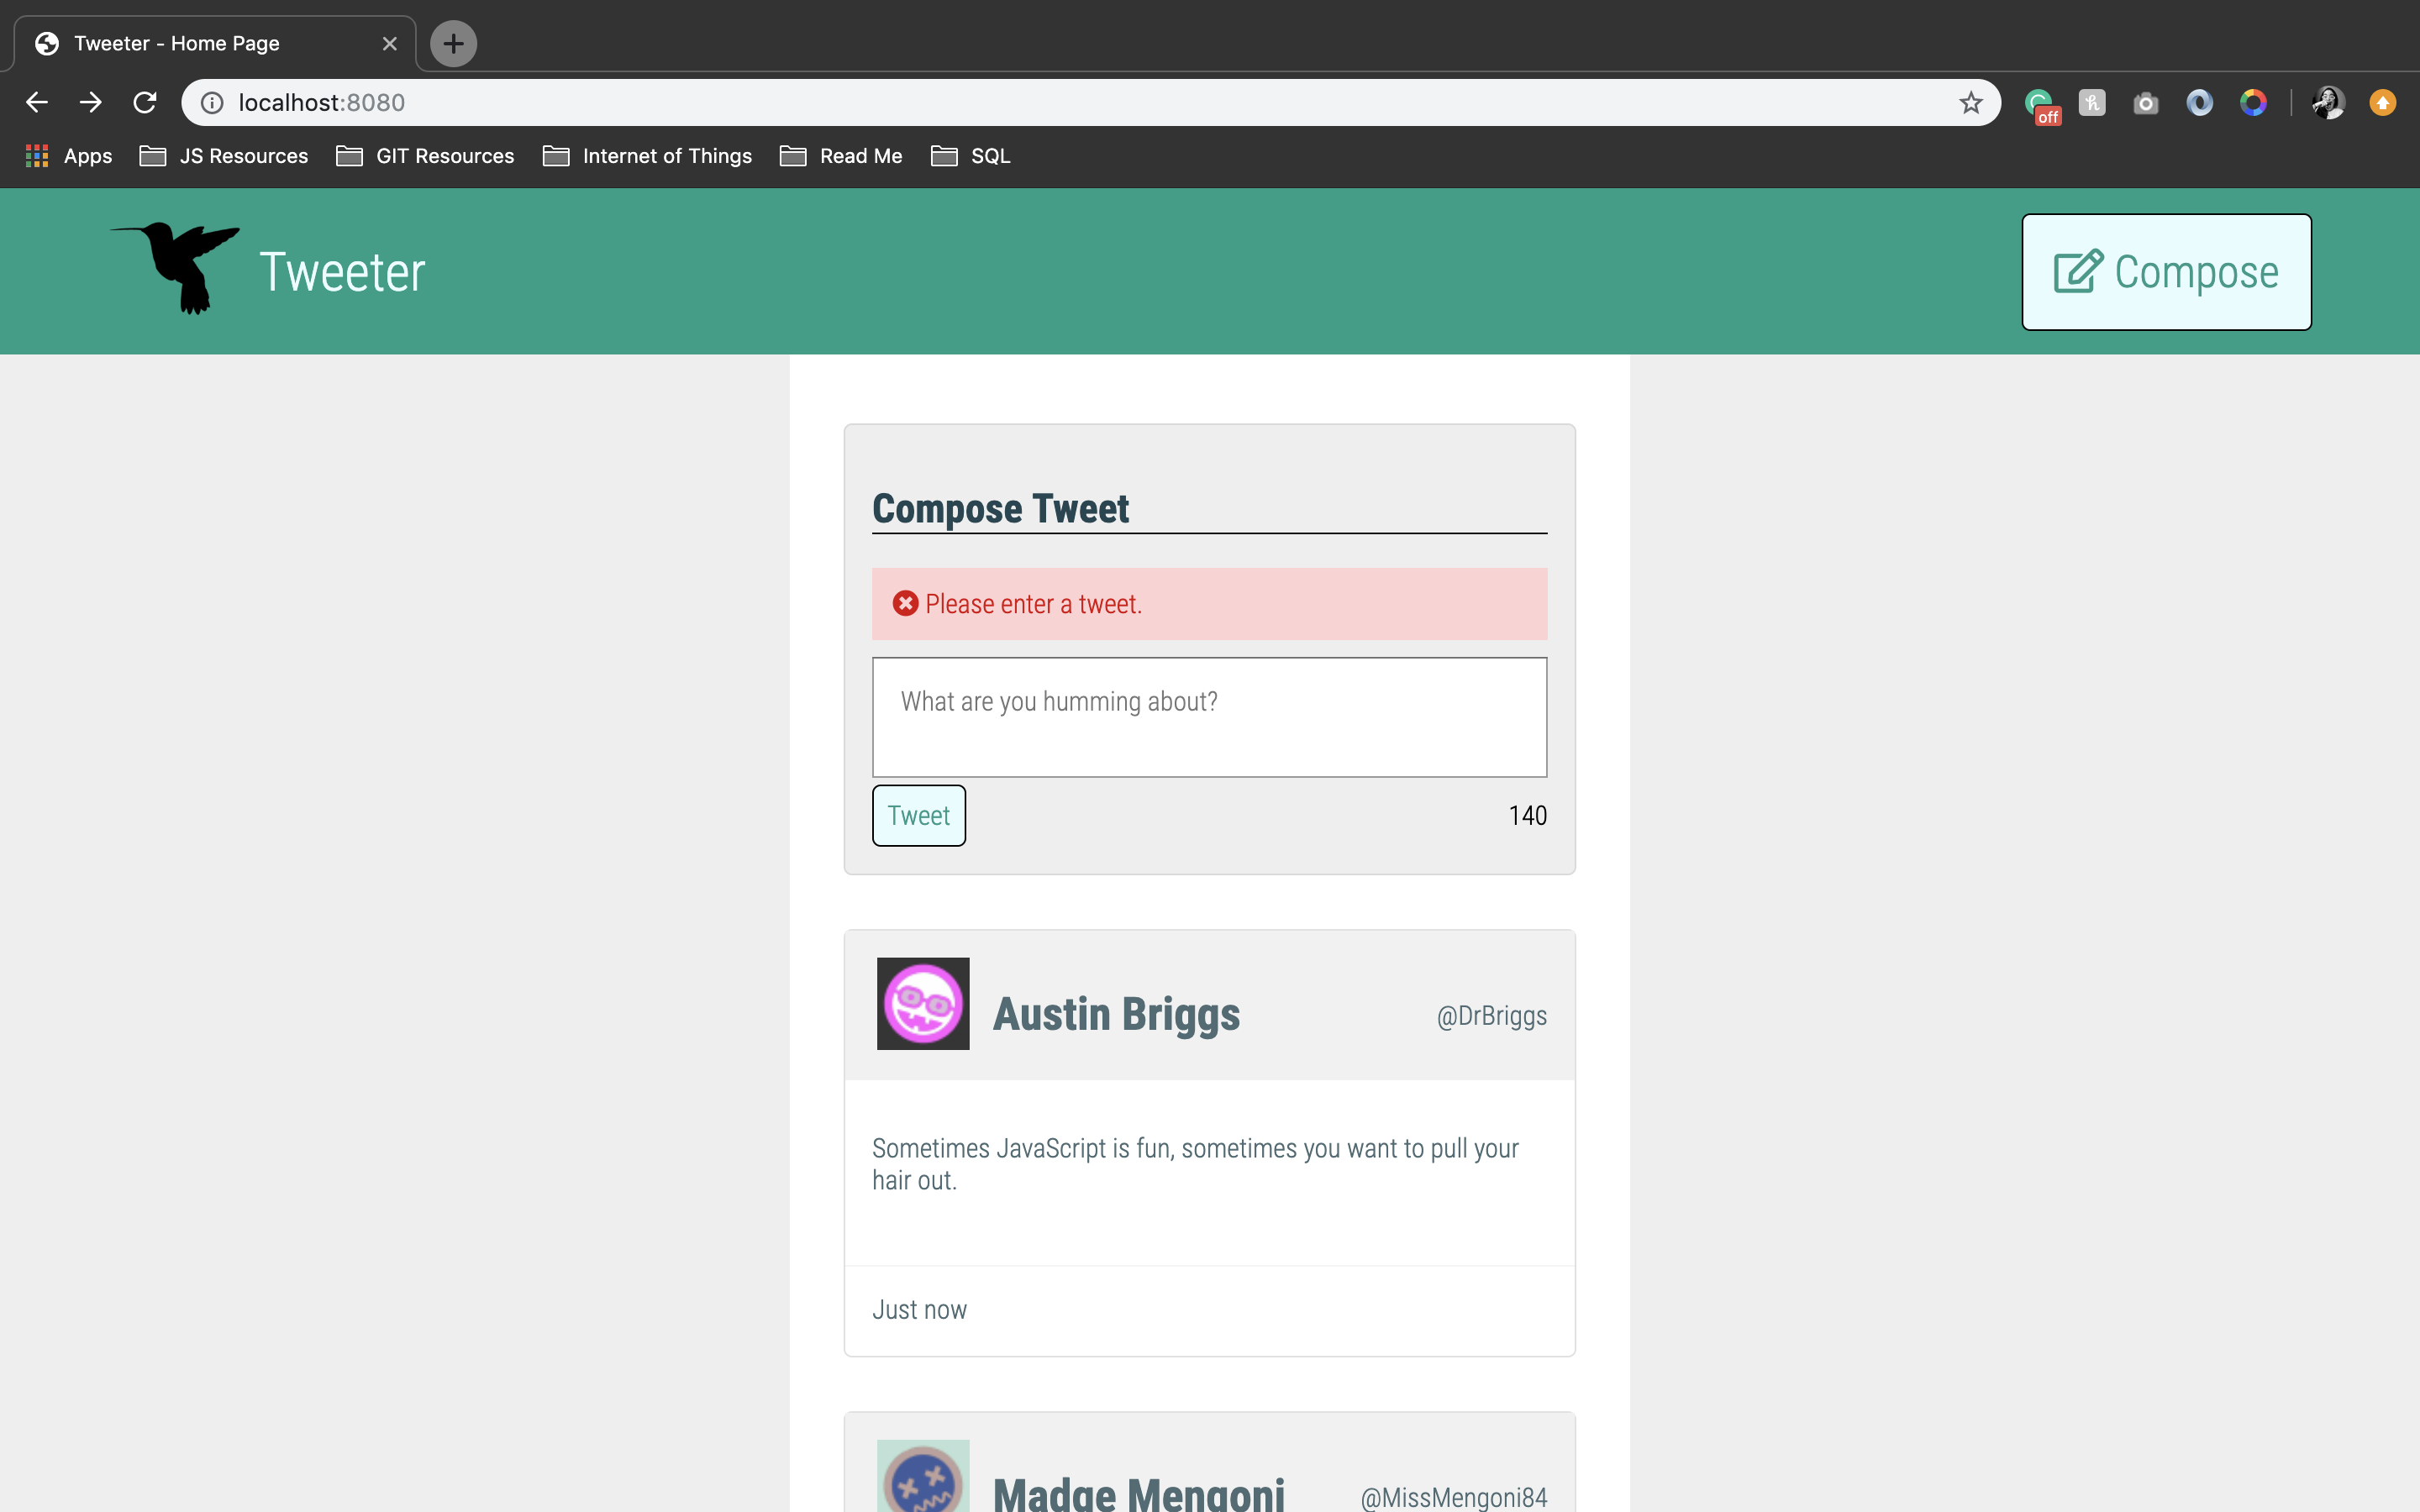 Tweeter - Home Page
localhost:8080
off
Apps JS Resources GIT Resources Internet of Things Read Me SQL
Tweeter
Compose
Compose Tweet
Please enter a tweet.
What are you humming about?
Tweet 140
Austin Briggs @DrBriggs
Sometimes JavaScript is fun, sometimes you want to pull your
hair out.
Just now
Madge Mengoni @MissMengoni84